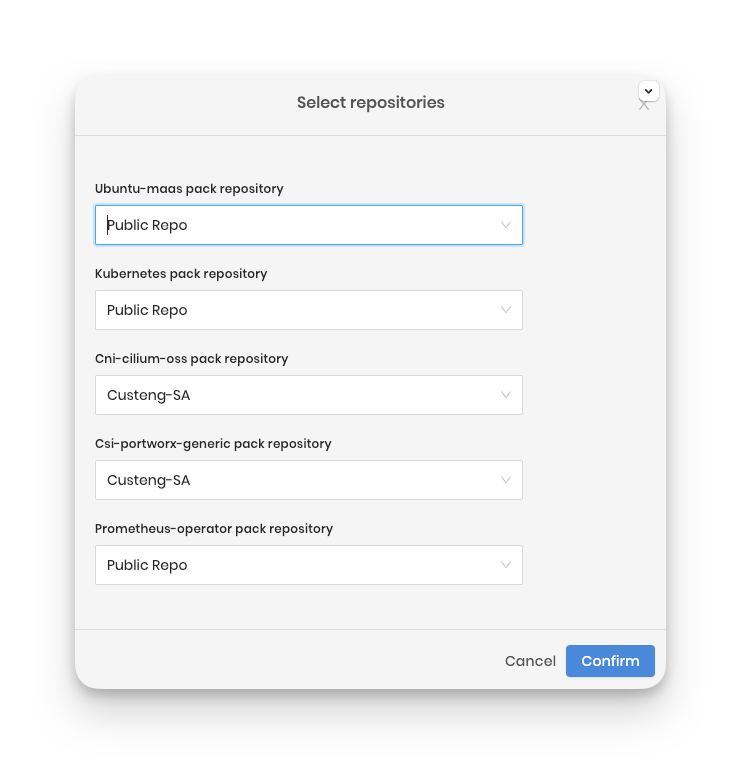 Select repositories
X
Ubuntu-maas pack repository
Public Repo
Kubernetes pack repository
Public Repo
Cni-cilium-oss pack repository
Custeng-SA
Csi-portworx-generic pack repository
Custeng-SA
Prometheus-operator pack repository
Public Repo
Cancel Confirm